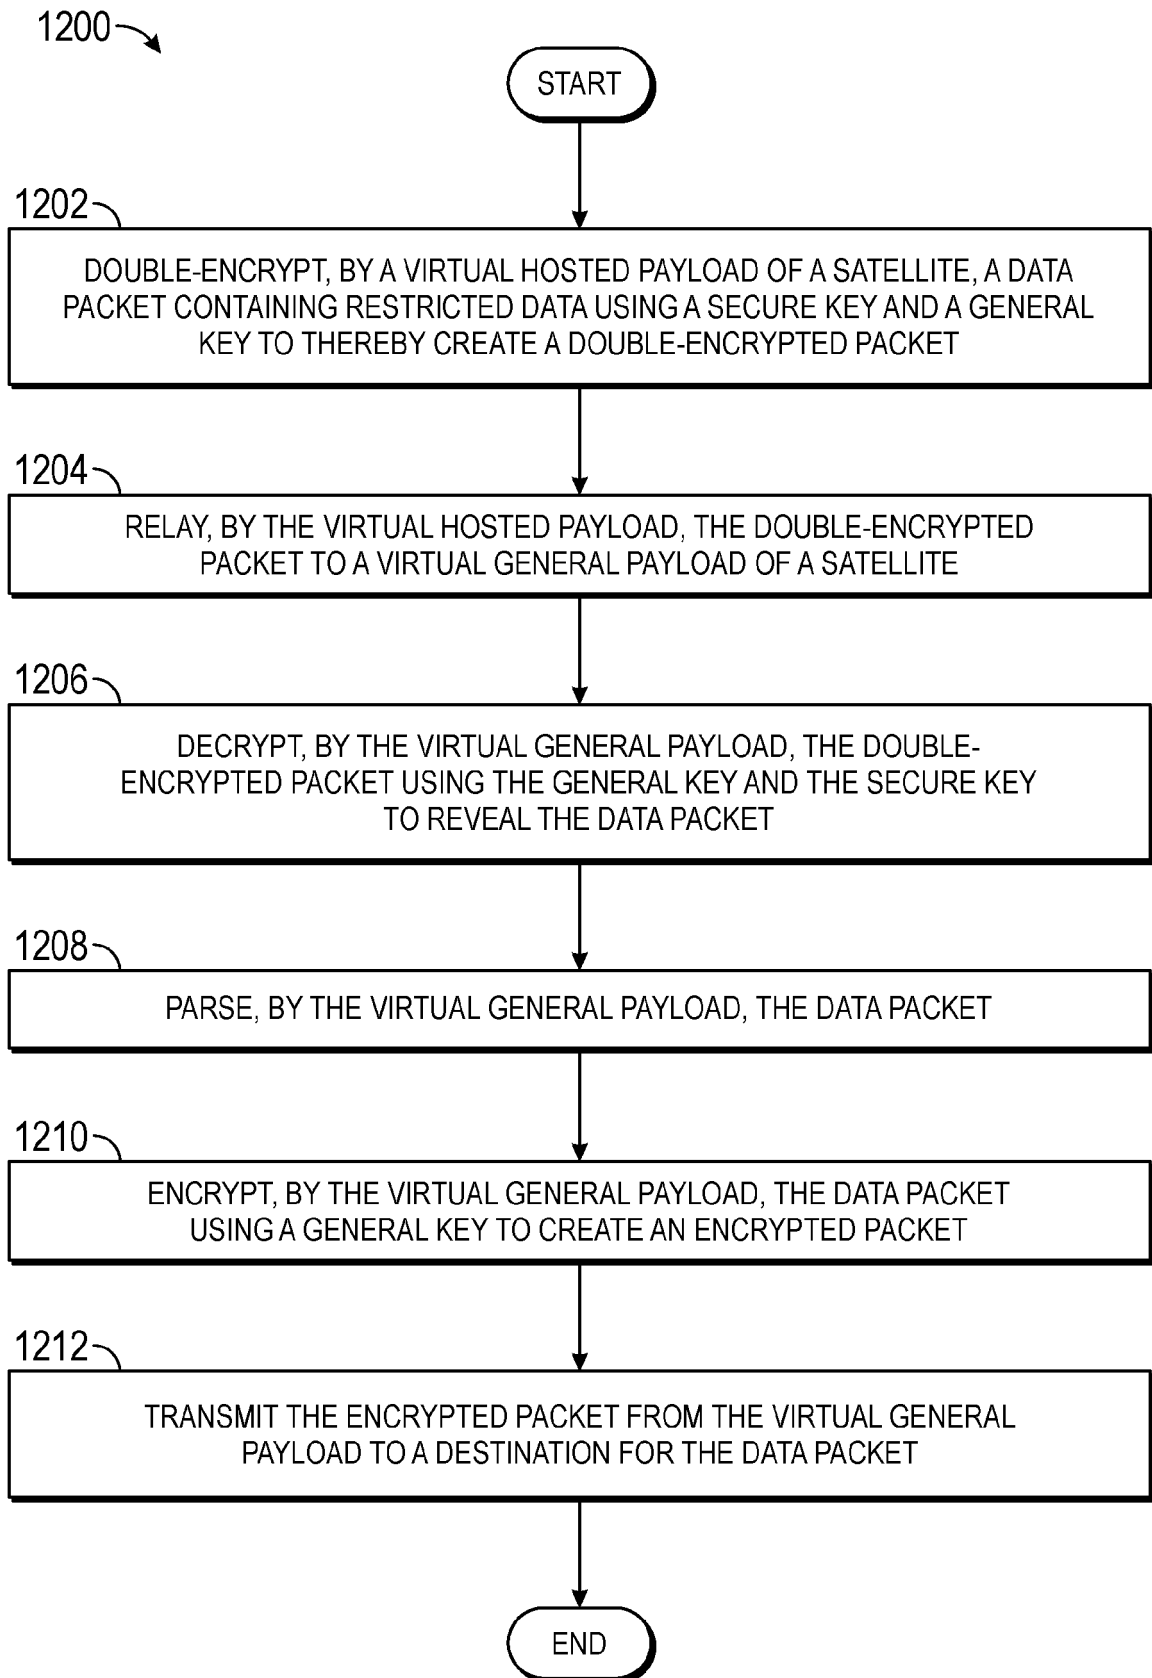 1200
START
1202
DOUBLE-ENCRYPT, BY A VIRTUAL HOSTED PAYLOAD OF A SATELLITE, A DATA
PACKET CONTAINING RESTRICTED DATA USING A SECURE KEY AND A GENERAL
KEY TO THEREBY CREATE A DOUBLE-ENCRYPTED PACKET
1204
RELAY, BY THE VIRTUAL HOSTED PAYLOAD, THE DOUBLE-ENCRYPTED
PACKET TO A VIRTUAL GENERAL PAYLOAD OF A SATELLITE
1206
DECRYPT, BY THE VIRTUAL GENERAL PAYLOAD, THE DOUBLE-
ENCRYPTED PACKET USING THE GENERAL KEY AND THE SECURE KEY
TO REVEAL THE DATA PACKET
1208
PARSE, BY THE VIRTUAL GENERAL PAYLOAD, THE DATA PACKET
1210
ENCRYPT, BY THE VIRTUAL GENERAL PAYLOAD, THE DATA PACKET
USING A GENERAL KEY TO CREATE AN ENCRYPTED PACKET
1212
TRANSMIT THE ENCRYPTED PACKET FROM THE VIRTUAL GENERAL
PAYLOAD TO A DESTINATION FOR THE DATA PACKET
END